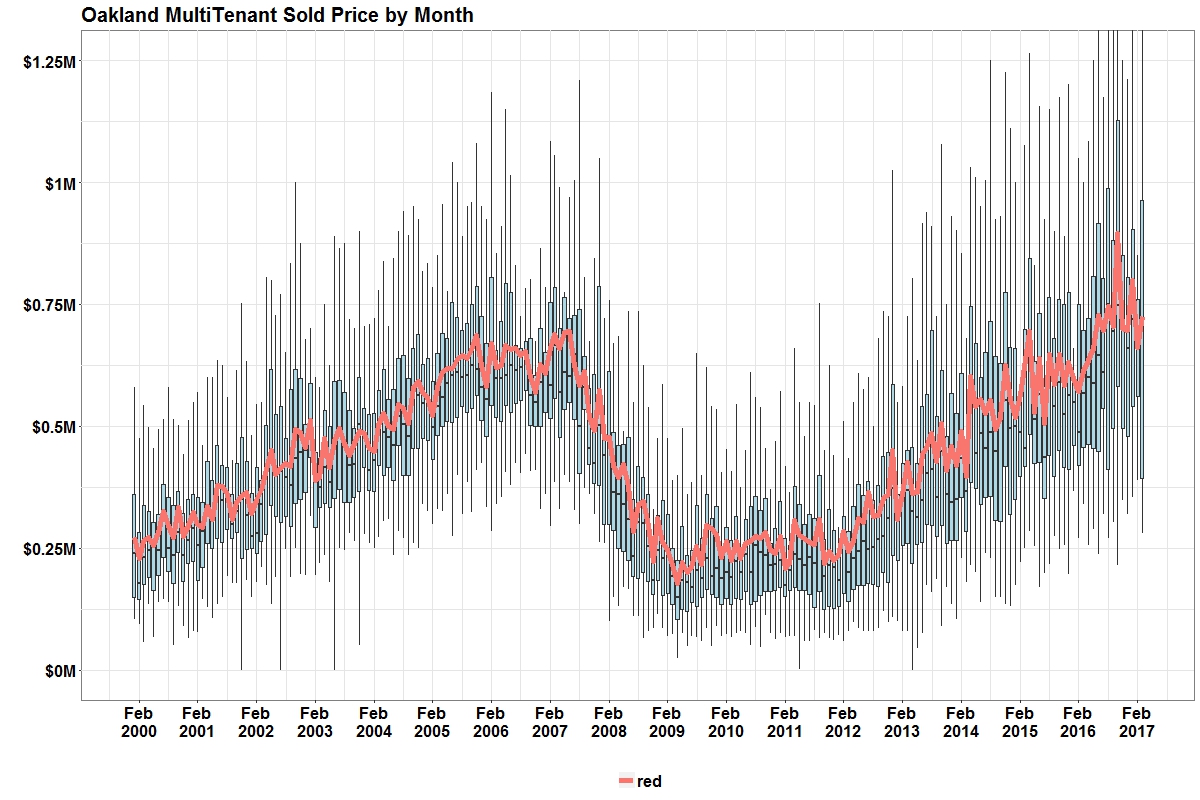 Oakland MultiTenant Sold Price by Month
$1.25M
$1M
$0.75M
$0.5M
$0.25M
$0M
Feb Feb Feb Feb Feb Feb Feb Feb Feb Feb Feb Feb Feb Feb Feb Feb Feb Feb
2000 2001 2002 2003 2004 2005 2006 2007 2008 2009 2010 2011 2012 2013 2014 2015 2016 2017
red